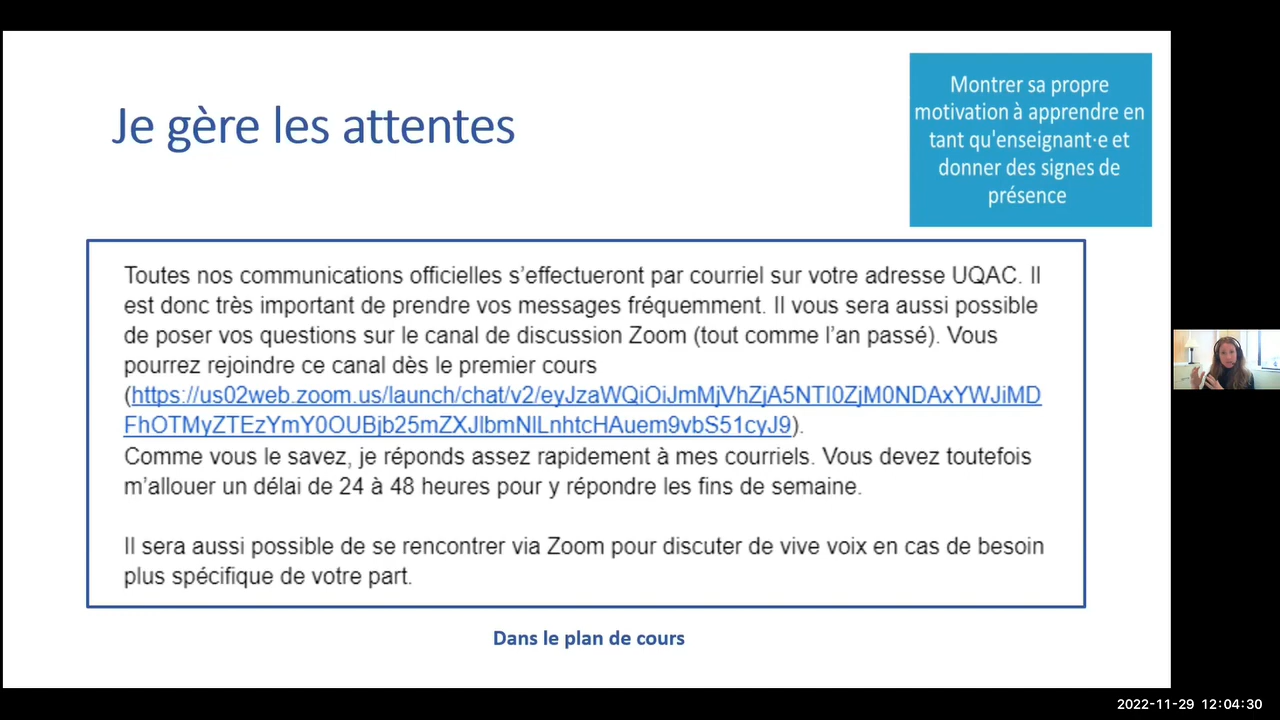 Je gère les attentes
Montrer sa propre
motivation à apprendre en
tant qu'enseignant·e et
donner des signes de
présence
Toutes nos communications officielles s’effectueront par courriel sur votre adresse UQAC. Il
est donc très important de prendre vos messages fréquemment. Il vous sera aussi possible
de poser vos questions sur le canal de discussion Zoom (tout comme l’an passé). Vous
pourrez rejoindre ce canal dès le premier cours
(https://us02web.zoom.us/launch/chat/v2/eyJzaWQiOiJmMjVhZjA5NTI0ZjM0NDAxYWJiMD
FhOTMyZTEzYmY0OUBjb25mZXJlbmNlLnhtcHAuem9vbS51cyJ9).
Comme vous le savez, je réponds assez rapidement à mes courriels. Vous devez toutefois
m’allouer un délai de 24 à 48 heures pour y répondre les fins de semaine.
Il sera aussi possible de se rencontrer via Zoom pour discuter de vive voix en cas de besoin
plus spécifique de votre part.
Dans le plan de cours
2022-11-29 12:04:30